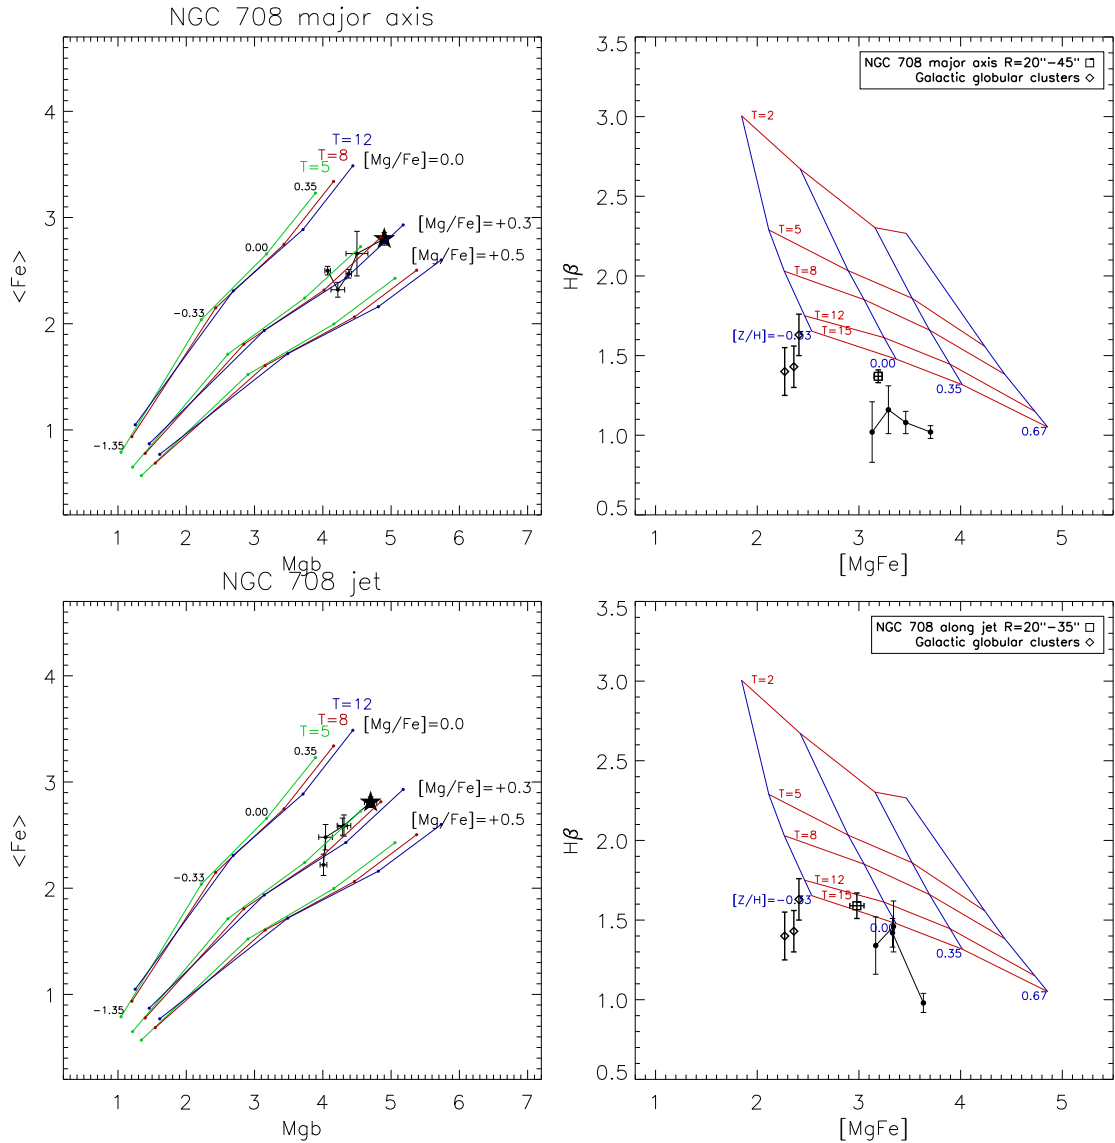 NGC 708 major axis
<Fe>
4
3
2
1
T=12
T=8
T=5
[Mg/Fe]=0.0
[Mg/Fe]=+0.3
[Mg/Fe]=+0.5
0.35
0.00
-0.33
-1.35
1 2 3 4 5 6 7
Mgb
Hβ
3.5
3.0
2.5
2.0
1.5
1.0
0.5
NGC 708 major axis R=20"-45"
Galactic globular clusters
T=2
T=5
T=8
T=12
T=15
[Z/H]=-0.33
0.00
0.35
0.67
1 2 3 4 5
[MgFe]
NGC 708 jet
<Fe>
4
3
2
1
T=12
T=8
T=5
[Mg/Fe]=0.0
[Mg/Fe]=+0.3
[Mg/Fe]=+0.5
0.35
0.00
-0.33
-1.35
1 2 3 4 5 6 7
Mgb
Hβ
3.5
3.0
2.5
2.0
1.5
1.0
0.5
NGC 708 along jet R=20"-35"
Galactic globular clusters
T=2
T=5
T=8
T=12
T=15
[Z/H]=-0.33
0.00
0.35
0.67
1 2 3 4 5
[MgFe]